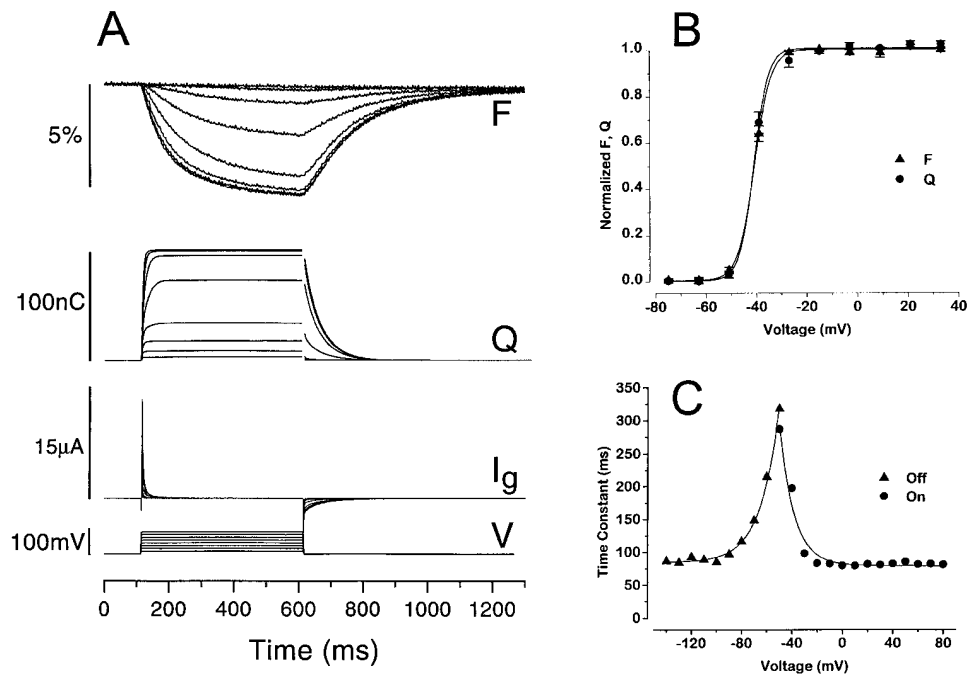 A
F
5%
100nC
Q
15µA
Ig
100mV
V
0 200 400 600 800 1000 1200
Time (ms)
B
1.0
0.8
0.6
0.4
0.2
0.0
Normalized F, Q
F
Q
-80 -60 -40 -20 0 20 40
Voltage (mV)
C
350
300
250
200
150
100
50
0
Time Constant (ms)
Off
On
-120 -80 -40 0 40 80
Voltage (mV)